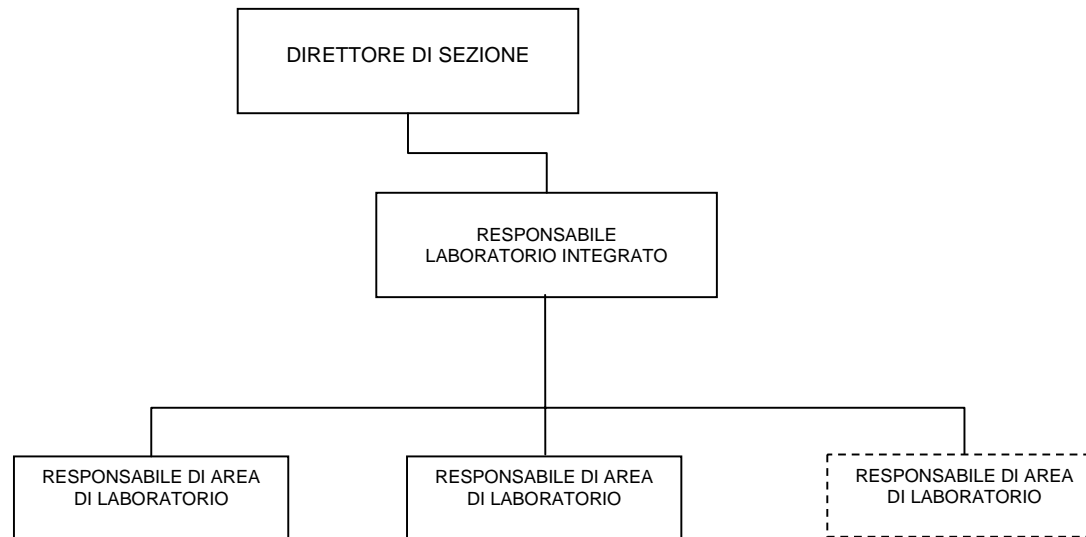 DIRETTORE DI SEZIONE
RESPONSABILE
LABORATORIO INTEGRATO
RESPONSABILE DI AREA
DI LABORATORIO
RESPONSABILE DI AREA
DI LABORATORIO
RESPONSABILE DI AREA
DI LABORATORIO